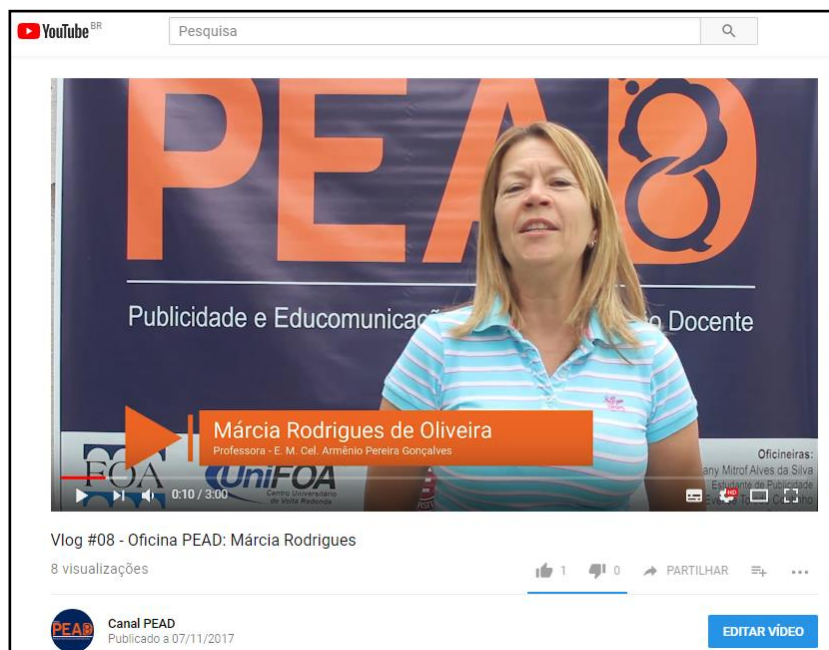 YouTube BR
Pesquisa
PEAD
Publicidade e Educomunicaç o Docente
Márcia Rodrigues de Oliveira
Professora - E. M. Cel. Armênio Pereira Gonçalves
FOA
UniFOA
Centro Universitário
de Volta Redonda
Oficineiras:
any Mitrof Alves da Silva
Estudante de Publicidade
0:10 / 3:00
HD
Vlog #08 - Oficina PEAD: Márcia Rodrigues
8 visualizações
1 0 PARTILHAR
PEAD
Canal PEAD
Publicado a 07/11/2017
EDITAR VÍDEO